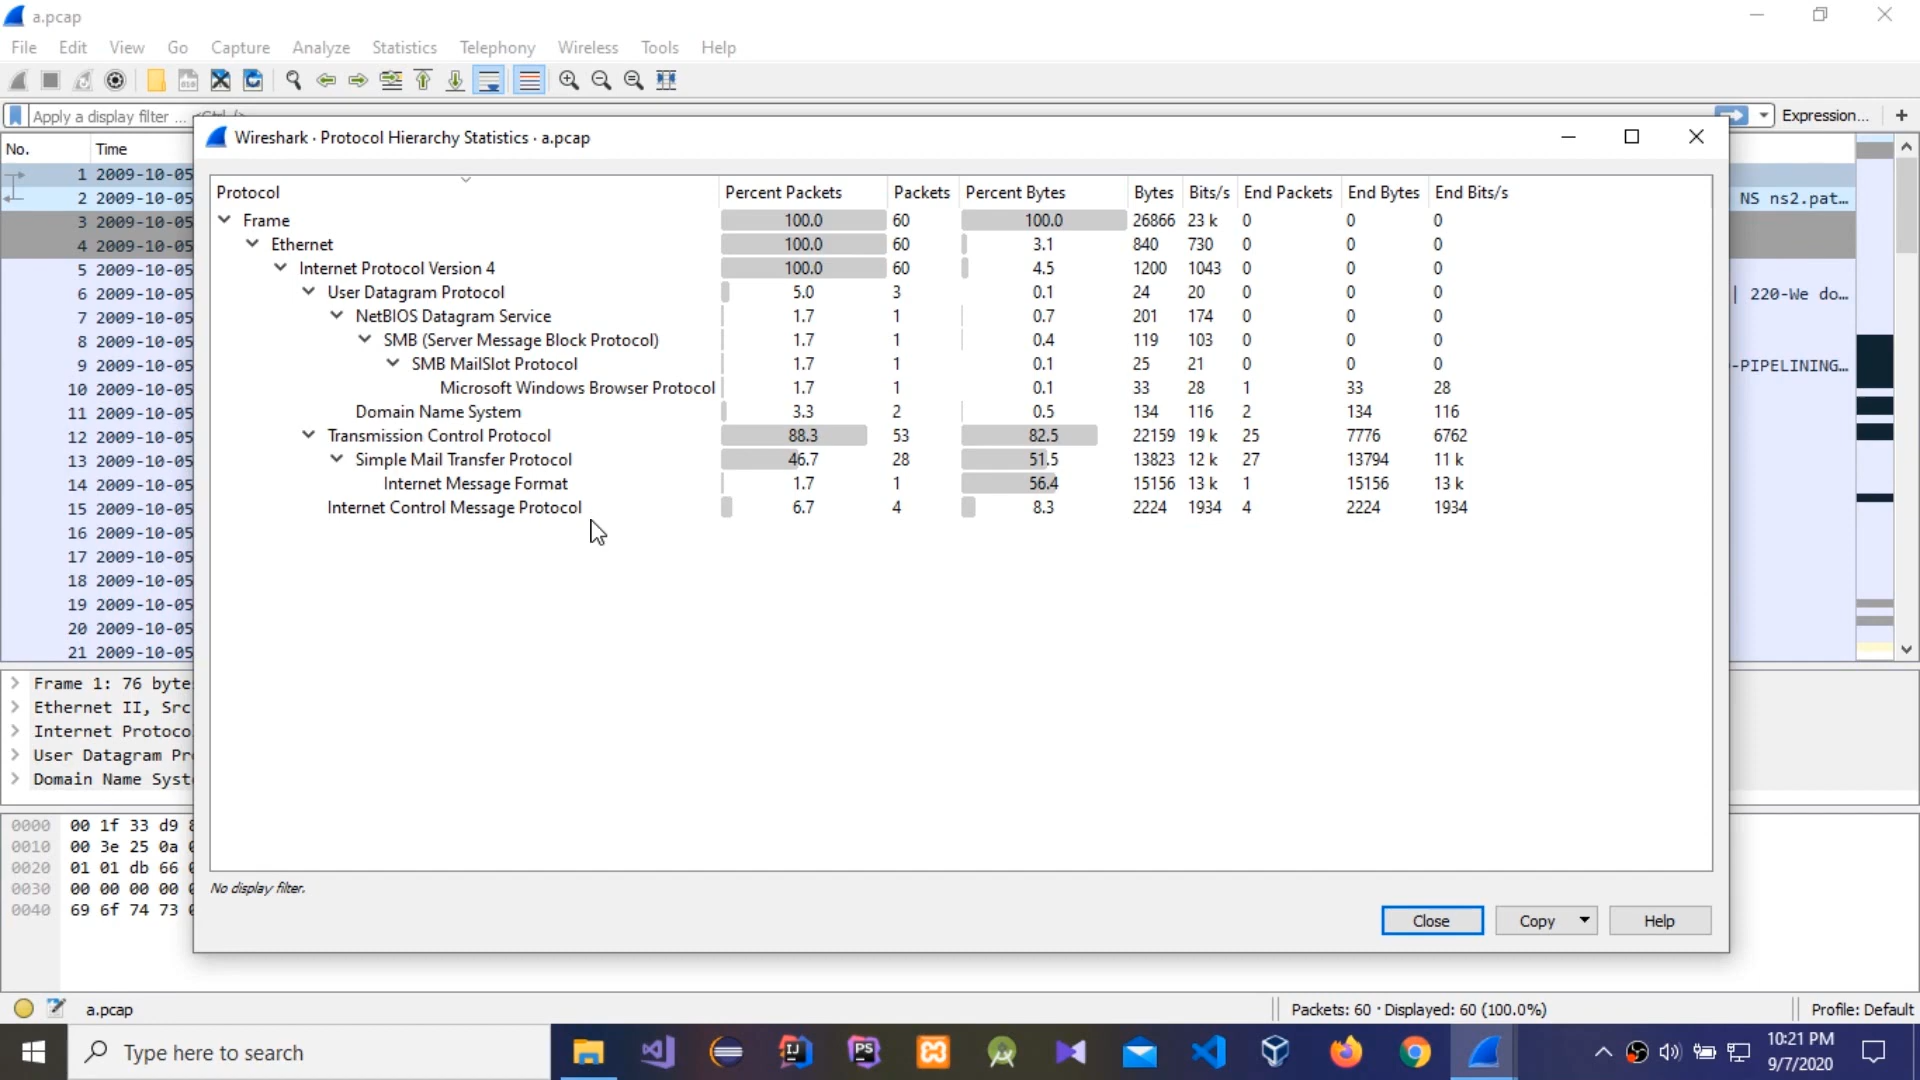 a.pcap
File Edit View Go Capture Analyze Statistics Telephony Wireless Tools Help
Apply a display filter ... Expression... +
Wireshark · Protocol Hierarchy Statistics · a.pcap
No. Time
1 2009-10-05
2 2009-10-05 NS ns2.pat…
3 2009-10-05
4 2009-10-05
5 2009-10-05
6 2009-10-05 | 220-We do…
7 2009-10-05
8 2009-10-05
9 2009-10-05 -PIPELINING…
10 2009-10-05
11 2009-10-05
12 2009-10-05
13 2009-10-05
14 2009-10-05
15 2009-10-05
16 2009-10-05
17 2009-10-05
18 2009-10-05
19 2009-10-05
20 2009-10-05
21 2009-10-05
Protocol Percent Packets Packets Percent Bytes Bytes Bits/s End Packets End Bytes End Bits/s
Frame 100.0 60 100.0 26866 23 k 0 0 0
Ethernet 100.0 60 3.1 840 730 0 0 0
Internet Protocol Version 4 100.0 60 4.5 1200 1043 0 0 0
User Datagram Protocol 5.0 3 0.1 24 20 0 0 0
NetBIOS Datagram Service 1.7 1 0.7 201 174 0 0 0
SMB (Server Message Block Protocol) 1.7 1 0.4 119 103 0 0 0
SMB MailSlot Protocol 1.7 1 0.1 25 21 0 0 0
Microsoft Windows Browser Protocol 1.7 1 0.1 33 28 1 33 28
Domain Name System 3.3 2 0.5 134 116 2 134 116
Transmission Control Protocol 88.3 53 82.5 22159 19 k 25 7776 6762
Simple Mail Transfer Protocol 46.7 28 51.5 13823 12 k 27 13794 11 k
Internet Message Format 1.7 1 56.4 15156 13 k 1 15156 13 k
Internet Control Message Protocol 6.7 4 8.3 2224 1934 4 2224 1934
No display filter.
Close Copy Help
Frame 1: 76 byte
Ethernet II, Src
Internet Protoco
User Datagram Pr
Domain Name Syst
0000 00 1f 33 d9
0010 00 3e 25 0a
0020 01 01 db 66
0030 00 00 00 00
0040 69 6f 74 73
a.pcap Packets: 60 · Displayed: 60 (100.0%) Profile: Default
Type here to search
10:21 PM
9/7/2020